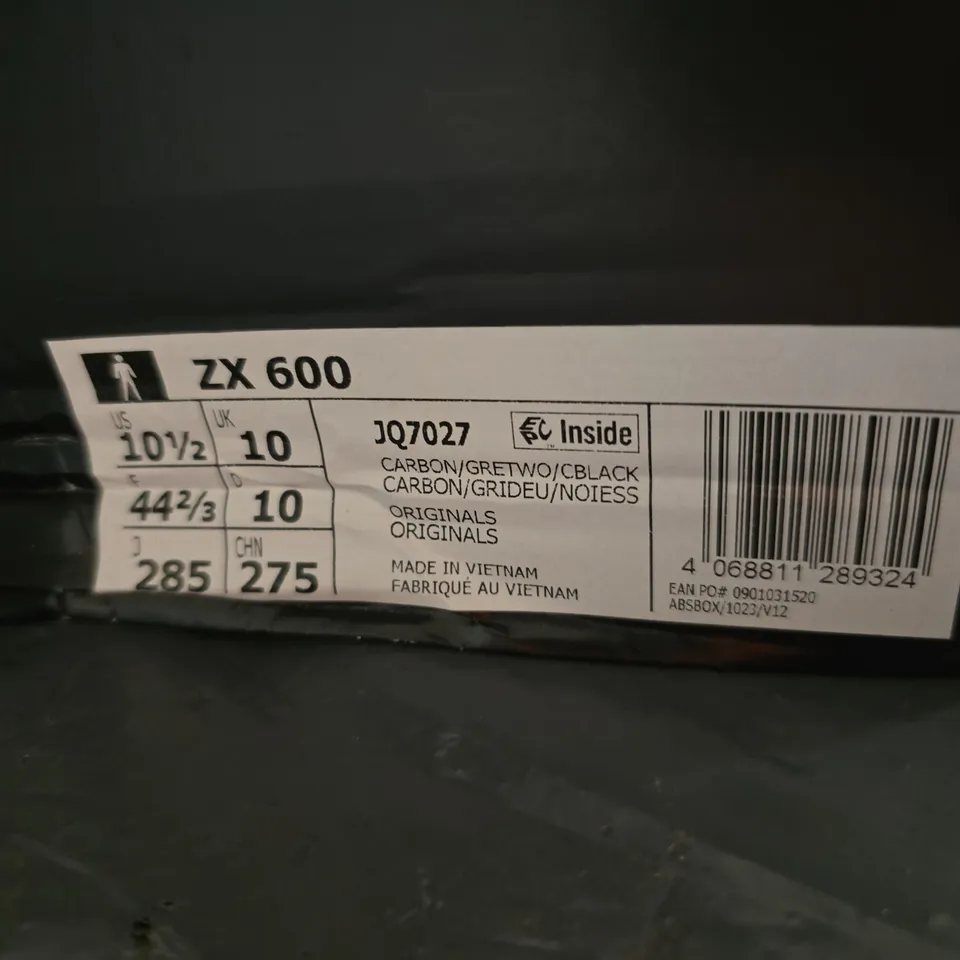 ZX 600
US UK
10½ 10
F D
44⅔ 10
J CHN
285 275
JQ7027 Inside
CARBON/GRETWO/CBLACK
CARBON/GRIDEU/NOIESS
ORIGINALS
ORIGINALS
MADE IN VIETNAM
FABRIQUÉ AU VIETNAM
4 068811 289324
EAN PO# 0901031520
ABSBOX/1023/V12